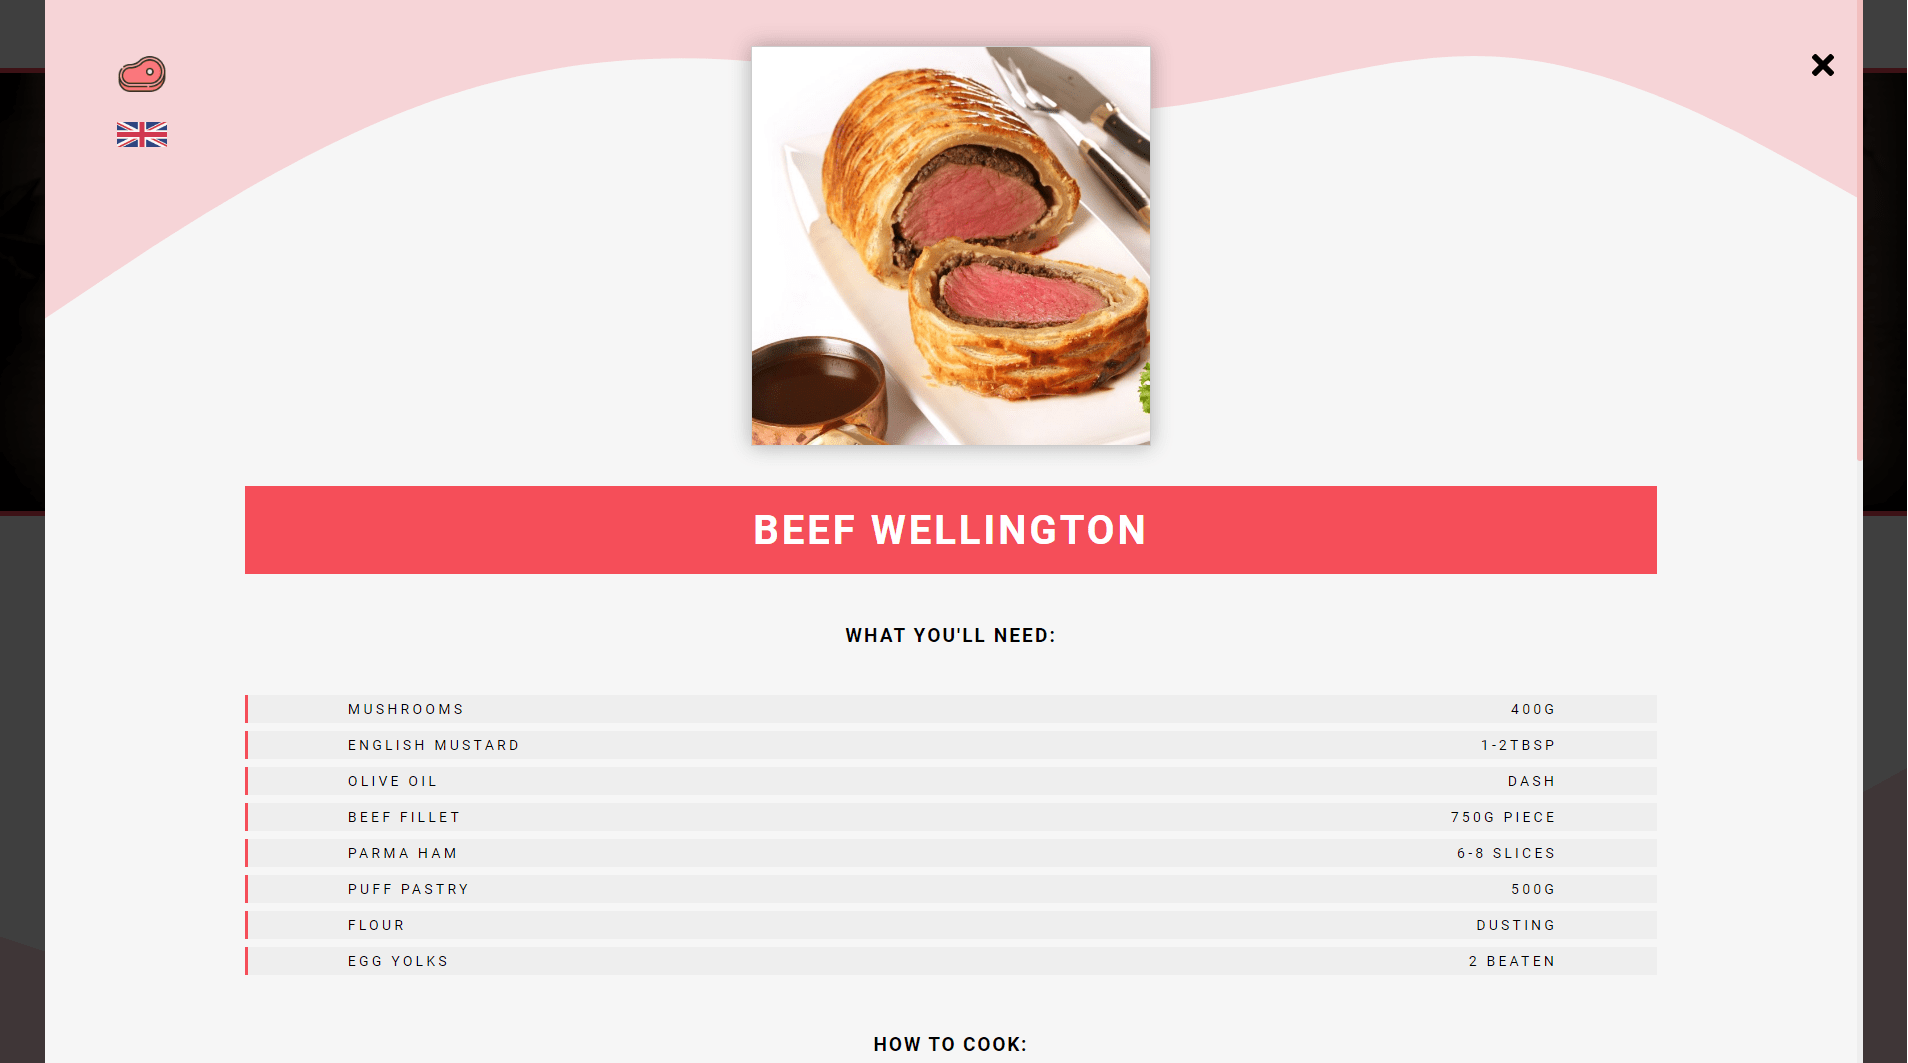 BEEF WELLINGTON
WHAT YOU'LL NEED:
MUSHROOMS 400G
ENGLISH MUSTARD 1-2TBSP
OLIVE OIL DASH
BEEF FILLET 750G PIECE
PARMA HAM 6-8 SLICES
PUFF PASTRY 500G
FLOUR DUSTING
EGG YOLKS 2 BEATEN
HOW TO COOK: